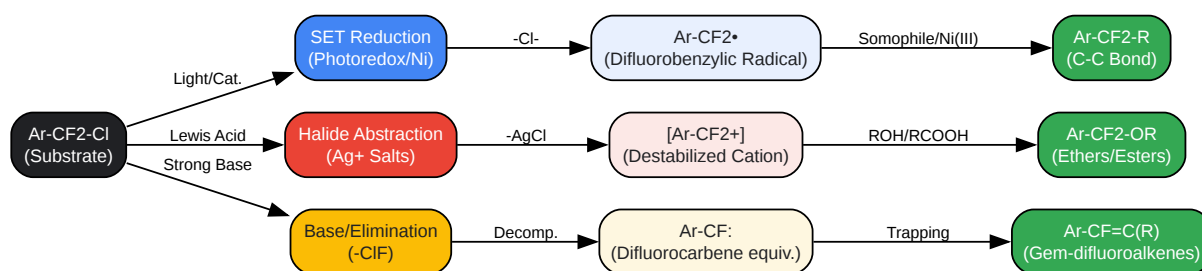 SET Reduction
(Photoredox/Ni)
-Cl-
Ar-CF2•
(Difluorobenzylic Radical)
Somophile/Ni(III)
Ar-CF2-R
(C-C Bond)
Light/Cat.
Ar-CF2-Cl
(Substrate)
Lewis Acid
Halide Abstraction
(Ag+ Salts)
-AgCl
[Ar-CF2+]
(Destabilized Cation)
ROH/RCOOH
Ar-CF2-OR
(Ethers/Esters)
Strong Base
Base/Elimination
(-ClF)
Decomp.
Ar-CF:
(Difluorocarbene equiv.)
Trapping
Ar-CF=C(R)
(Gem-difluoroalkenes)